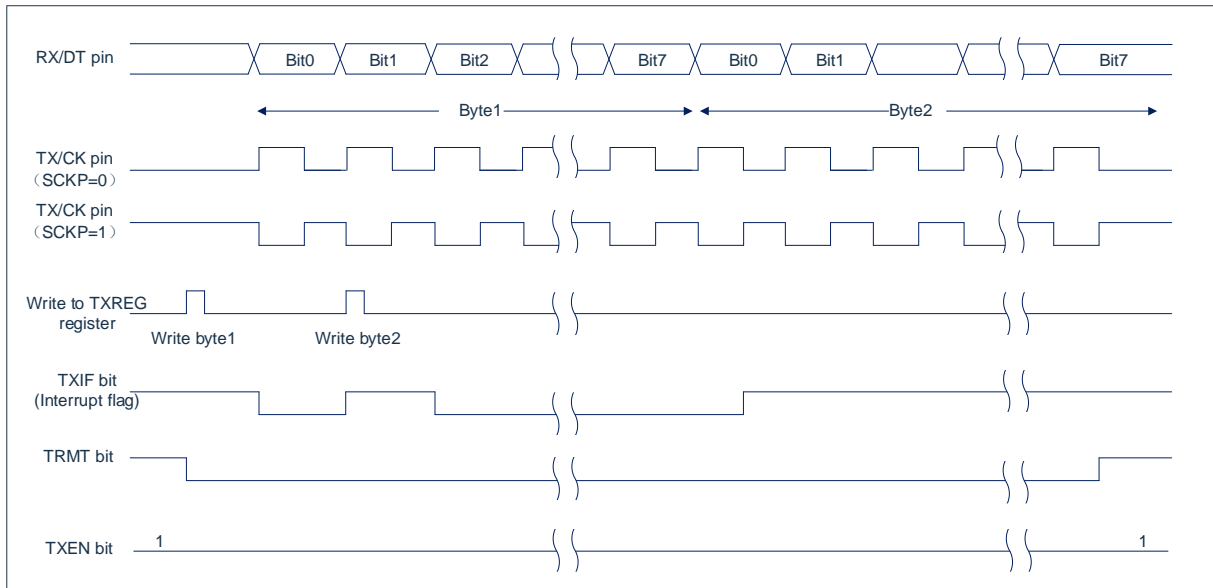 RX/DT pin
Bit0 Bit1 Bit2 Bit7 Bit0 Bit1 Bit7
Byte1 Byte2
TX/CK pin
（SCKP=0）
TX/CK pin
（SCKP=1）
Write to TXREG
register
Write byte1 Write byte2
TXIF bit
(Interrupt flag)
TRMT bit
TXEN bit 1 1